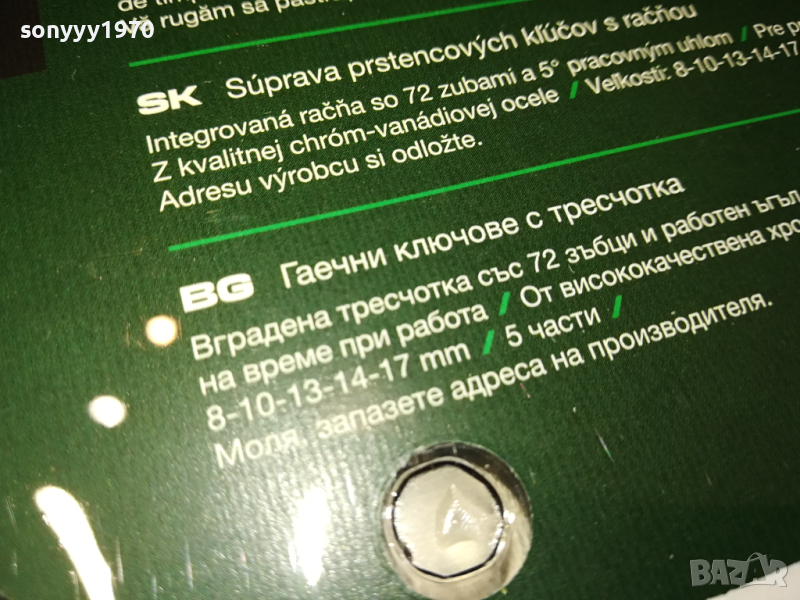 sonyyy1970
SK Súprava prstencových kľúčov s račňou
Integrovaná račňa so 72 zubami a 5° pracovným uhlom / Pre
Z kvalitnej chróm-vanádiovej ocele / Veľkosti: 8-10-13-14-17
Adresu výrobcu si odložte.
BG Гаечни ключове с тресчотка
Вградена тресчотка със 72 зъбци и работен ъгъл
на време при работа / От висококачествена хро
8-10-13-14-17 mm / 5 части /
Моля, запазете адреса на производителя.
BAZAR